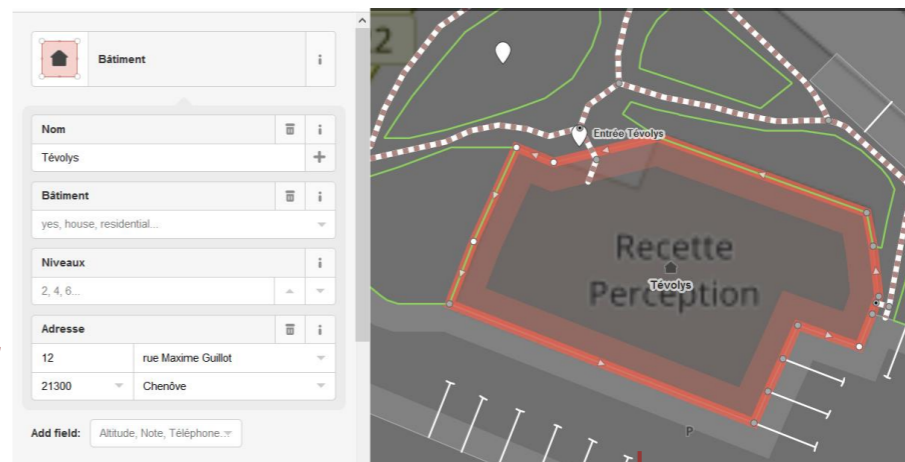 Bâtiment
i
Nom
i
Tévolys
+
Bâtiment
i
yes, house, residential...
Niveaux
i
2, 4, 6...
Adresse
i
12
rue Maxime Guillot
21300
Chenôve
Add field:
Altitude, Note, Téléphone...
2
Entrée Tévolys
Recette
Tévolys
Perception
P